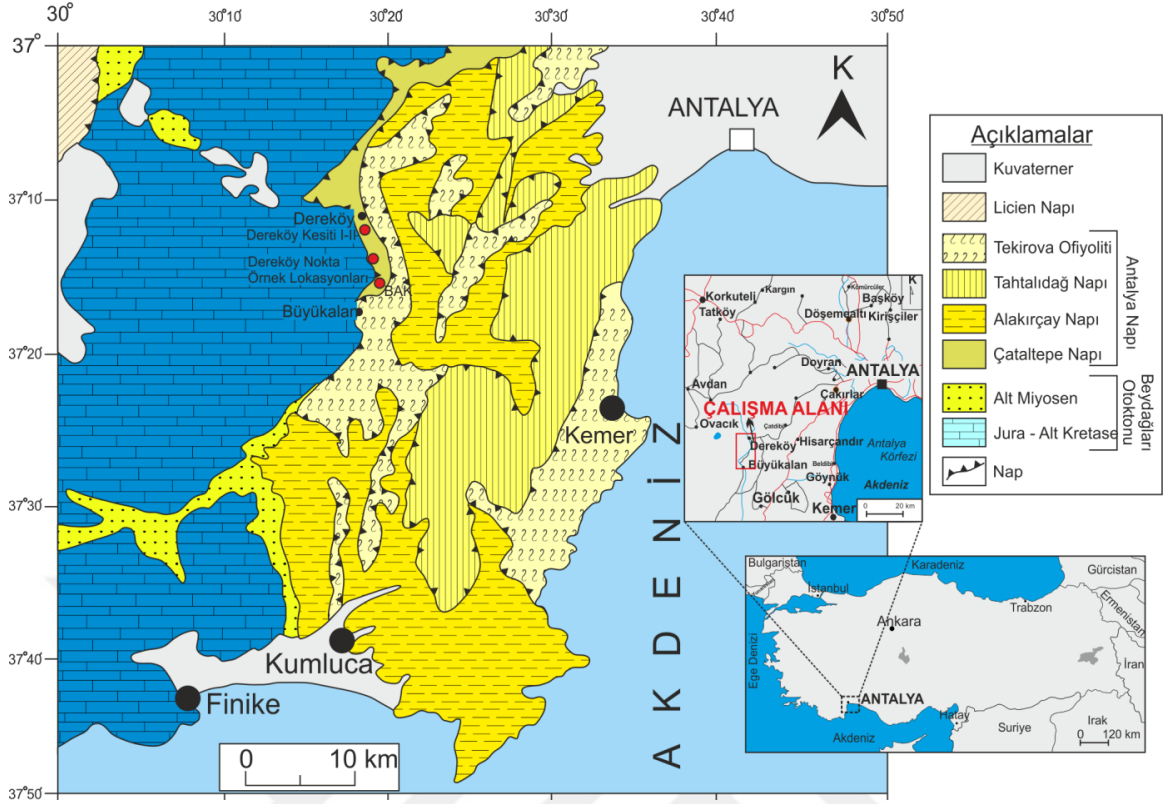 30°
30°10
30°20
30°30
30°40
30°50
37°
37°10
37°20
37°30
37°40
37°50
K
ANTALYA
Dereköy
Dereköy Kesiti I-II
Dereköy Nokta
Örnek Lokasyonları
BAK
Büyükalan
Kemer
Kumluca
Finike
AKDENİZ
0 10 km
Açıklamalar
Kuvaterner
Licien Napı
Tekirova Ofiyoliti
Tahtalıdağ Napı
Alakırçay Napı
Çataltepe Napı
Alt Miyosen
Jura - Alt Kretase
Nap
Antalya Napı
Beydağları
Otoktonu
Kargın
Kömürcüler
K
Korkuteli
Başköy
Tatköy
Döşemealtı
Kirişçiler
Doyran
ANTALYA
Avdan
Çakırlar
ÇALIŞMA ALANI
Ovacık
Çatdibi
Dereköy
Hisarçandır
Antalya
Körfezi
Büyükalan
Beldibi
Göynük
Akdeniz
Gölcük
Kemer
0 20 km
Bulgaristan
Karadeniz
Gürcistan
İstanbul
Trabzon
Ermenistan
Ankara
Ege Denizi
İran
ANTALYA
Hatay
Akdeniz
Suriye
Irak
0 120 km